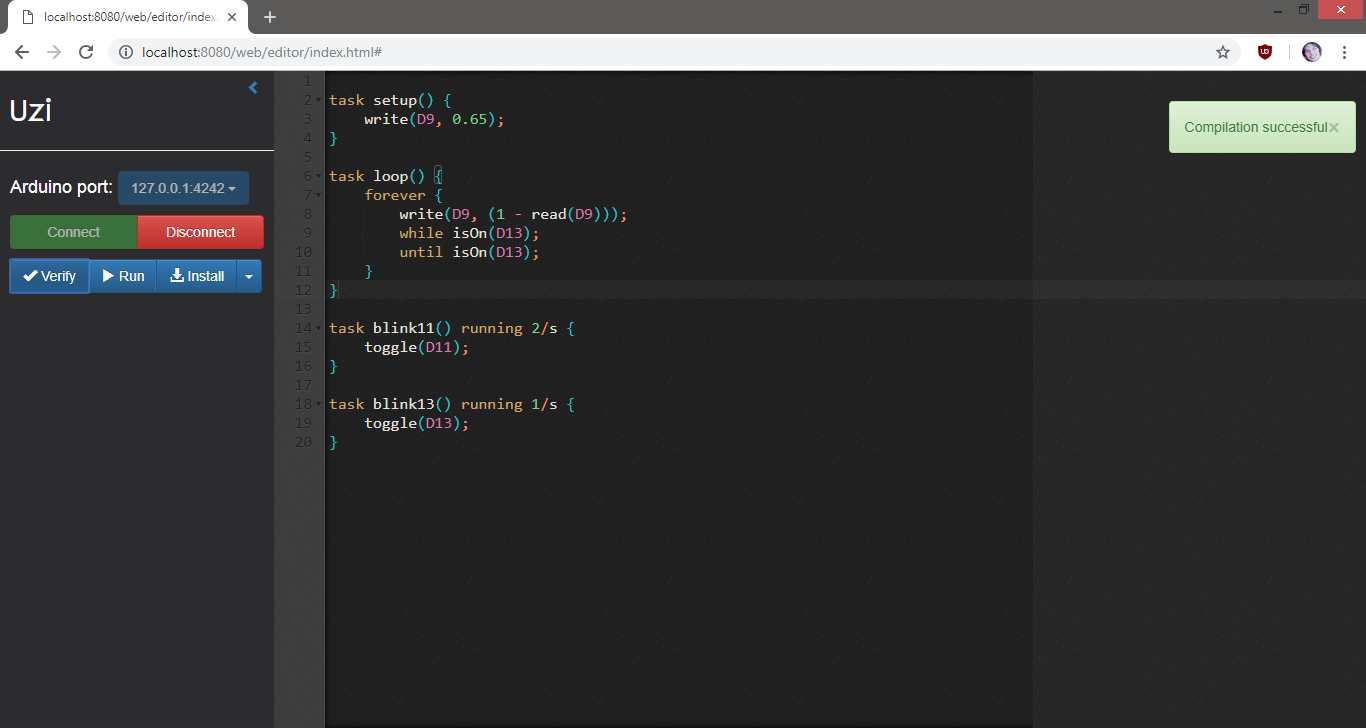 localhost:8080/web/editor/index.
localhost:8080/web/editor/index.html#
Uzi
Arduino port: 127.0.0.1:4242
Connect Disconnect
Verify Run Install
1
2 task setup() {
3     write(D9, 0.65);
4 }
5
6 task loop() {
7     forever {
8         write(D9, (1 - read(D9)));
9         while isOn(D13);
10         until isOn(D13);
11     }
12 }
13
14 task blink11() running 2/s {
15     toggle(D11);
16 }
17
18 task blink13() running 1/s {
19     toggle(D13);
20 }
Compilation successful×